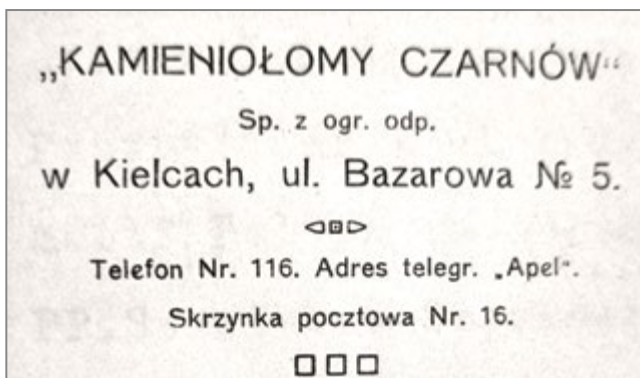 „KAMIENIOŁOMY CZARNÓW“
Sp. z ogr. odp.
w Kielcach, ul. Bazarowa № 5.
Telefon Nr. 116. Adres telegr. „Apel“.
Skrzynka pocztowa Nr. 16.